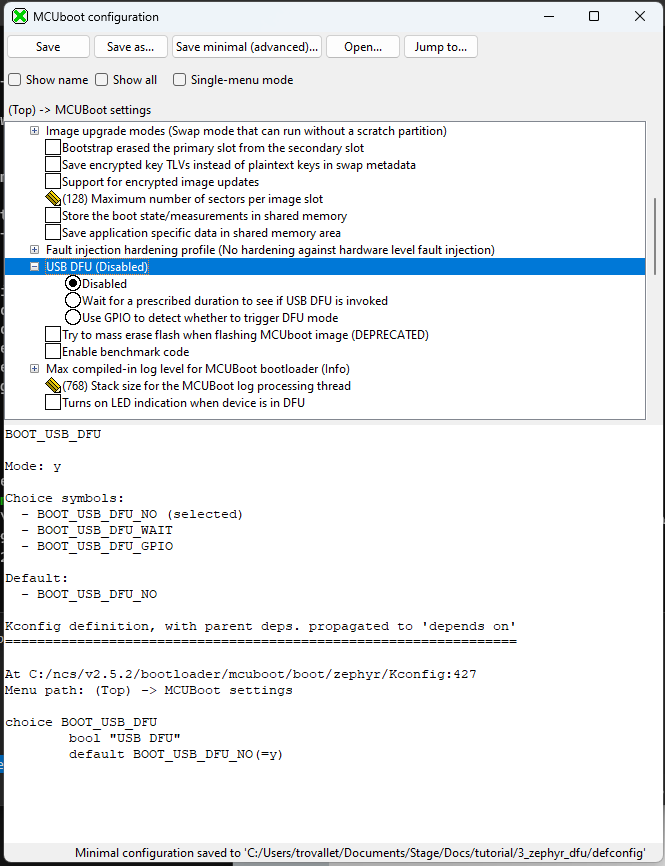 MCUboot configuration
Save Save as... Save minimal (advanced)... Open... Jump to...
Show name Show all Single-menu mode
(Top) -> MCUBoot settings
Image upgrade modes (Swap mode that can run without a scratch partition)
Bootstrap erased the primary slot from the secondary slot
Save encrypted key TLVs instead of plaintext keys in swap metadata
Support for encrypted image updates
(128) Maximum number of sectors per image slot
Store the boot state/measurements in shared memory
Save application specific data in shared memory area
Fault injection hardening profile (No hardening against hardware level fault injection)
USB DFU (Disabled)
Disabled
Wait for a prescribed duration to see if USB DFU is invoked
Use GPIO to detect whether to trigger DFU mode
Try to mass erase flash when flashing MCUboot image (DEPRECATED)
Enable benchmark code
Max compiled-in log level for MCUBoot bootloader (Info)
(768) Stack size for the MCUBoot log processing thread
Turns on LED indication when device is in DFU
BOOT_USB_DFU
Mode: y
Choice symbols:
- BOOT_USB_DFU_NO (selected)
- BOOT_USB_DFU_WAIT
- BOOT_USB_DFU_GPIO
Default:
- BOOT_USB_DFU_NO
Kconfig definition, with parent deps. propagated to 'depends on'
================================================================
At C:/ncs/v2.5.2/bootloader/mcuboot/boot/zephyr/Kconfig:427
Menu path: (Top) -> MCUBoot settings
choice BOOT_USB_DFU
bool "USB DFU"
default BOOT_USB_DFU_NO(=y)
Minimal configuration saved to 'C:/Users/trovallet/Documents/Stage/Docs/tutorial/3_zephyr_dfu/defconfig'